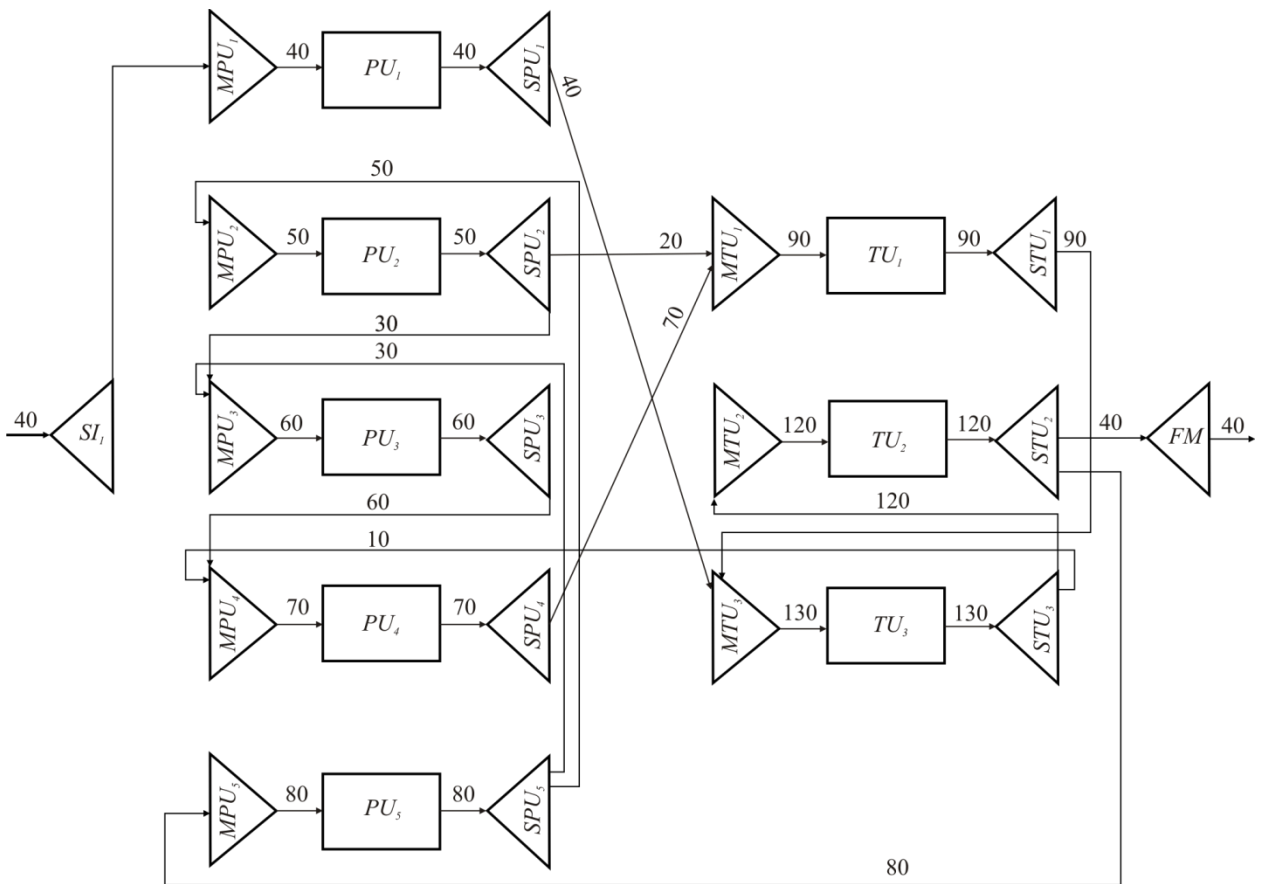 MPU₁ 40 PU₁ 40 SPU₁
40
50
MPU₂ 50 PU₂ 50 SPU₂ 20 MTU₁ 90 TU₁ 90 STU₁ 90
70
30
30
40 SI₁ MPU₃ 60 PU₃ 60 SPU₃ MTU₂ 120 TU₂ 120 STU₂ 40 FM 40
60 120
10
MPU₄ 70 PU₄ 70 SPU₄ MTU₃ 130 TU₃ 130 STU₃
MPU₅ 80 PU₅ 80 SPU₅
80